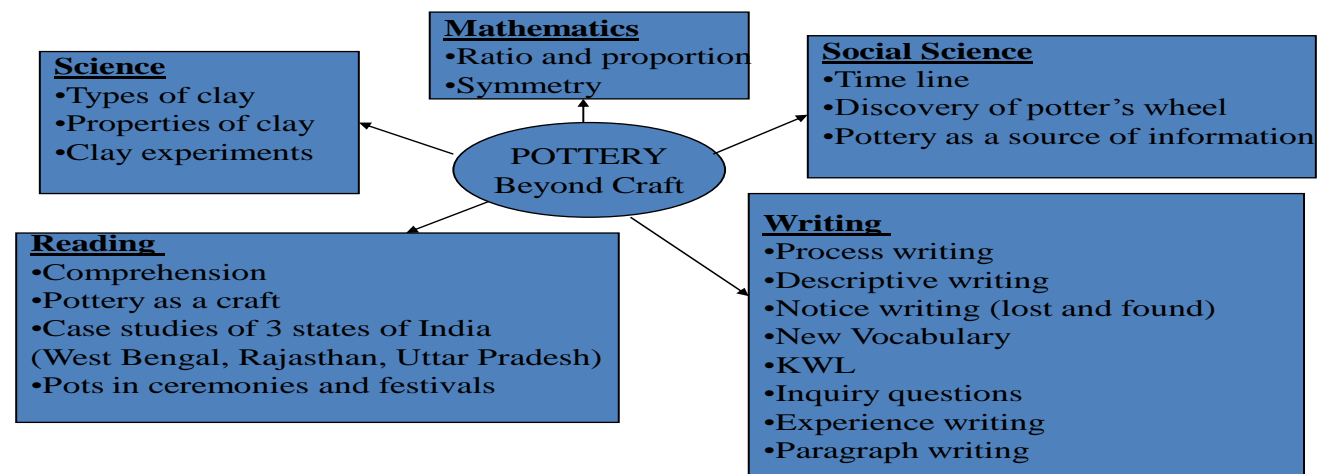 Mathematics
•Ratio and proportion
•Symmetry
Science
•Types of clay
•Properties of clay
•Clay experiments
Social Science
•Time line
•Discovery of potter’s wheel
•Pottery as a source of information
POTTERY
Beyond Craft
Reading
•Comprehension
•Pottery as a craft
•Case studies of 3 states of India
(West Bengal, Rajasthan, Uttar Pradesh)
•Pots in ceremonies and festivals
Writing
•Process writing
•Descriptive writing
•Notice writing (lost and found)
•New Vocabulary
•KWL
•Inquiry questions
•Experience writing
•Paragraph writing